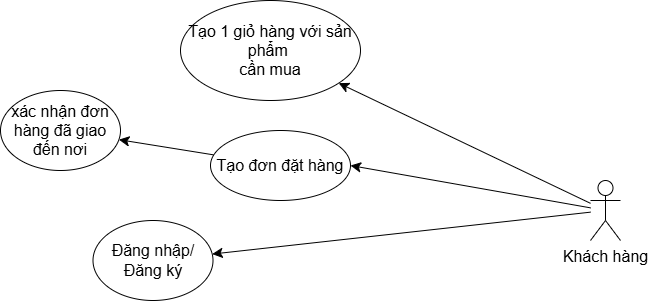 Tạo 1 giỏ hàng với sản
phẩm
cần mua
xác nhận đơn
hàng đã giao
đến nơi
Tạo đơn đặt hàng
Đăng nhập/
Đăng ký
Khách hàng